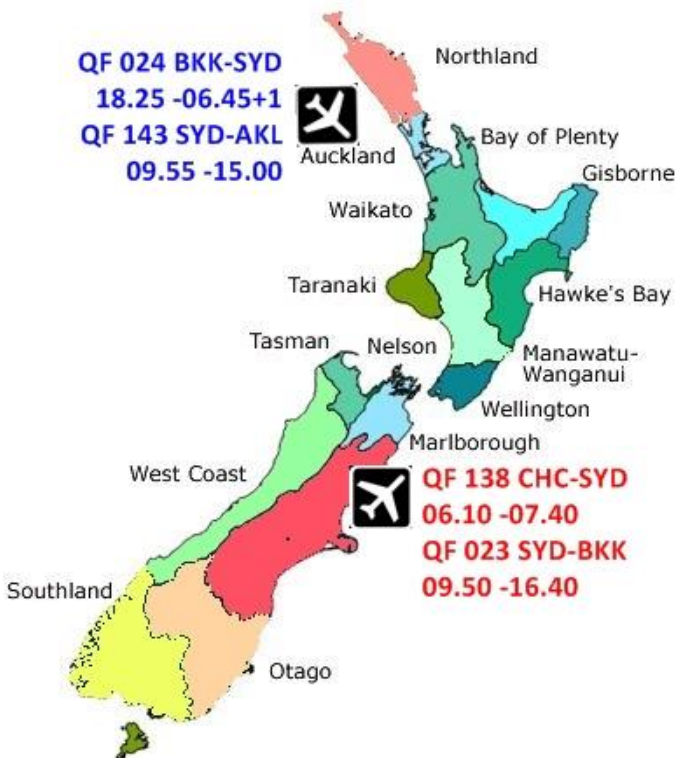 Northland
QF 024 BKK-SYD
18.25 -06.45+1
QF 143 SYD-AKL
09.55 -15.00
Auckland
Bay of Plenty
Gisborne
Waikato
Taranaki
Hawke's Bay
Tasman
Nelson
Manawatu-
Wanganui
Wellington
Marlborough
West Coast
QF 138 CHC-SYD
06.10 -07.40
QF 023 SYD-BKK
09.50 -16.40
Southland
Otago